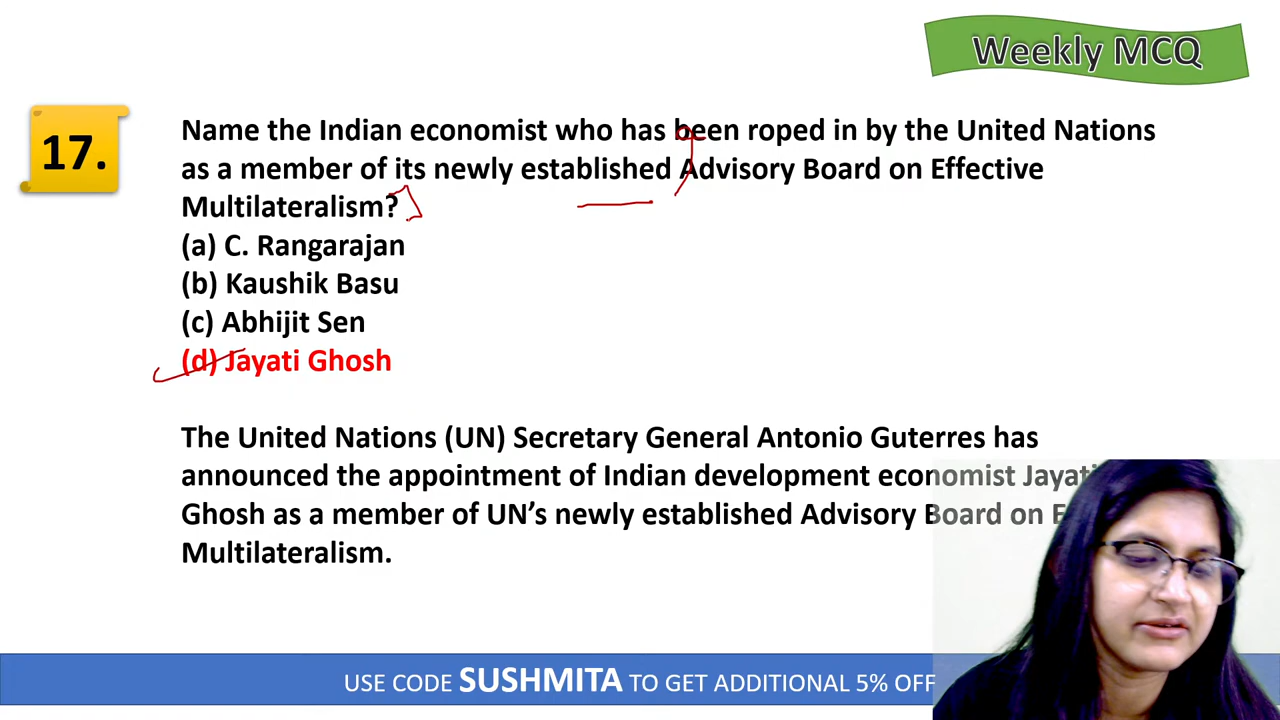 Weekly MCQ
17.
Name the Indian economist who has been roped in by the United Nations
as a member of its newly established Advisory Board on Effective
Multilateralism?
(a) C. Rangarajan
(b) Kaushik Basu
(c) Abhijit Sen
(d) Jayati Ghosh
The United Nations (UN) Secretary General Antonio Guterres has
announced the appointment of Indian development economist Jayati
Ghosh as a member of UN's newly established Advisory Board on
Multilateralism.
USE CODE SUSHMITA TO GET ADDITIONAL 5% OFF